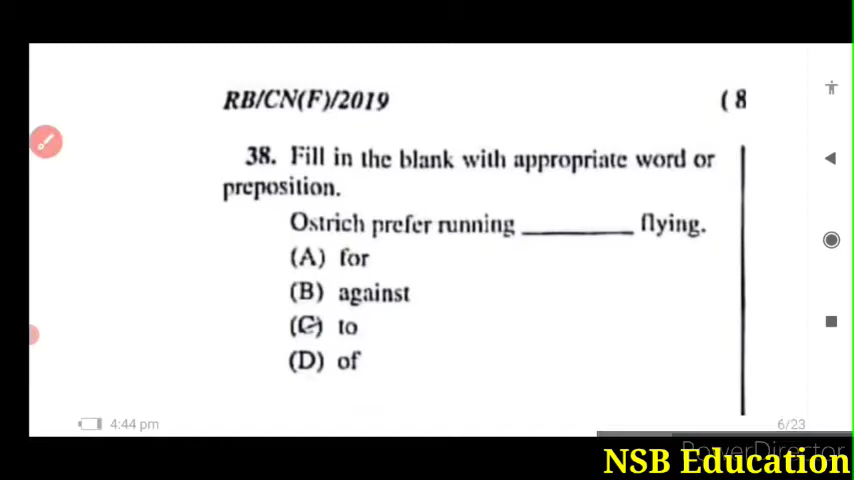 RB/CN(F)/2019 ( 8
38. Fill in the blank with appropriate word or
preposition.
Ostrich prefer running ________ flying.
(A) for
(B) against
(C) to
(D) of
4:44 pm 6/23
PowerDirector
NSB Education